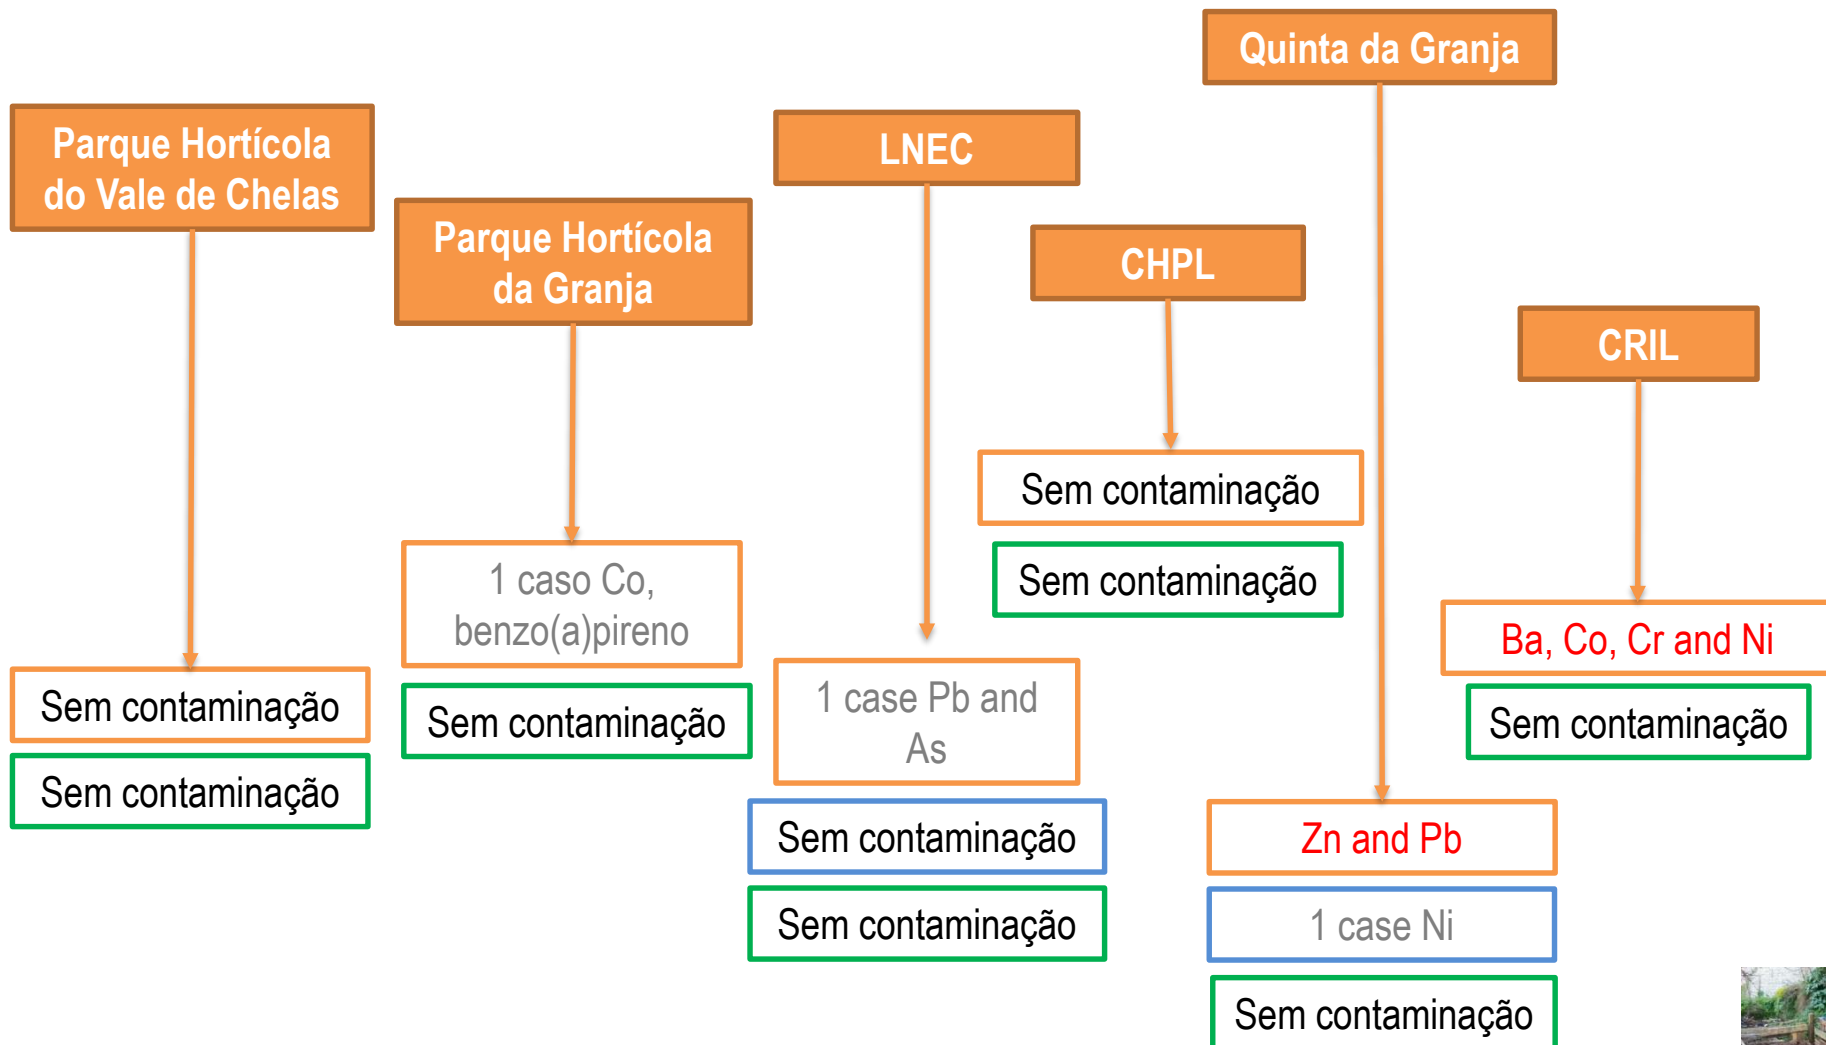 Quinta da Granja
Parque Hortícola
do Vale de Chelas
LNEC
Parque Hortícola
da Granja
CHPL
CRIL
Sem contaminação
Sem contaminação
1 caso Co,
benzo(a)pireno
Sem contaminação
1 case Pb and
As
Sem contaminação
Sem contaminação
Sem contaminação
Sem contaminação
Zn and Pb
1 case Ni
Sem contaminação
Ba, Co, Cr and Ni
Sem contaminação